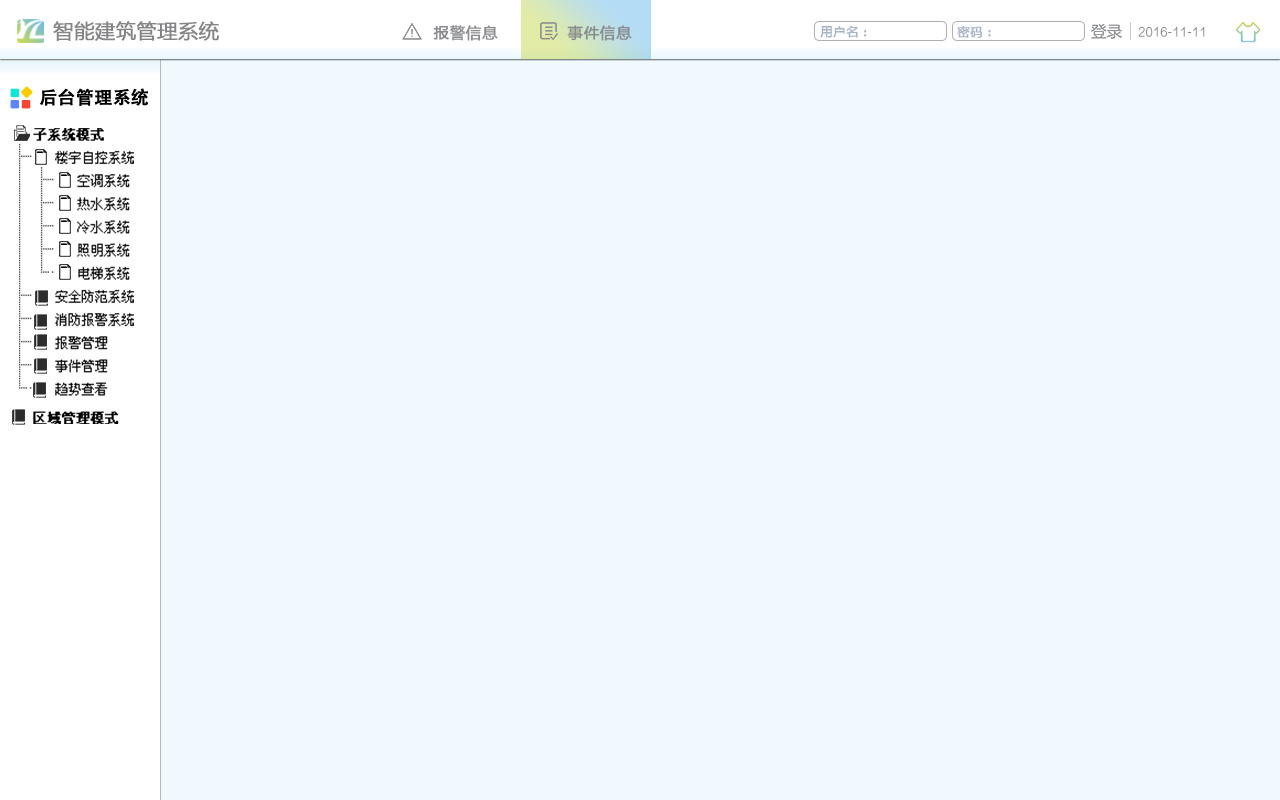 智能建筑管理系统
报警信息
事件信息
用户名：
密码：
登录
2016-11-11
后台管理系统
子系统模式
楼宇自控系统
空调系统
热水系统
冷水系统
照明系统
电梯系统
安全防范系统
消防报警系统
报警管理
事件管理
趋势查看
区域管理模式